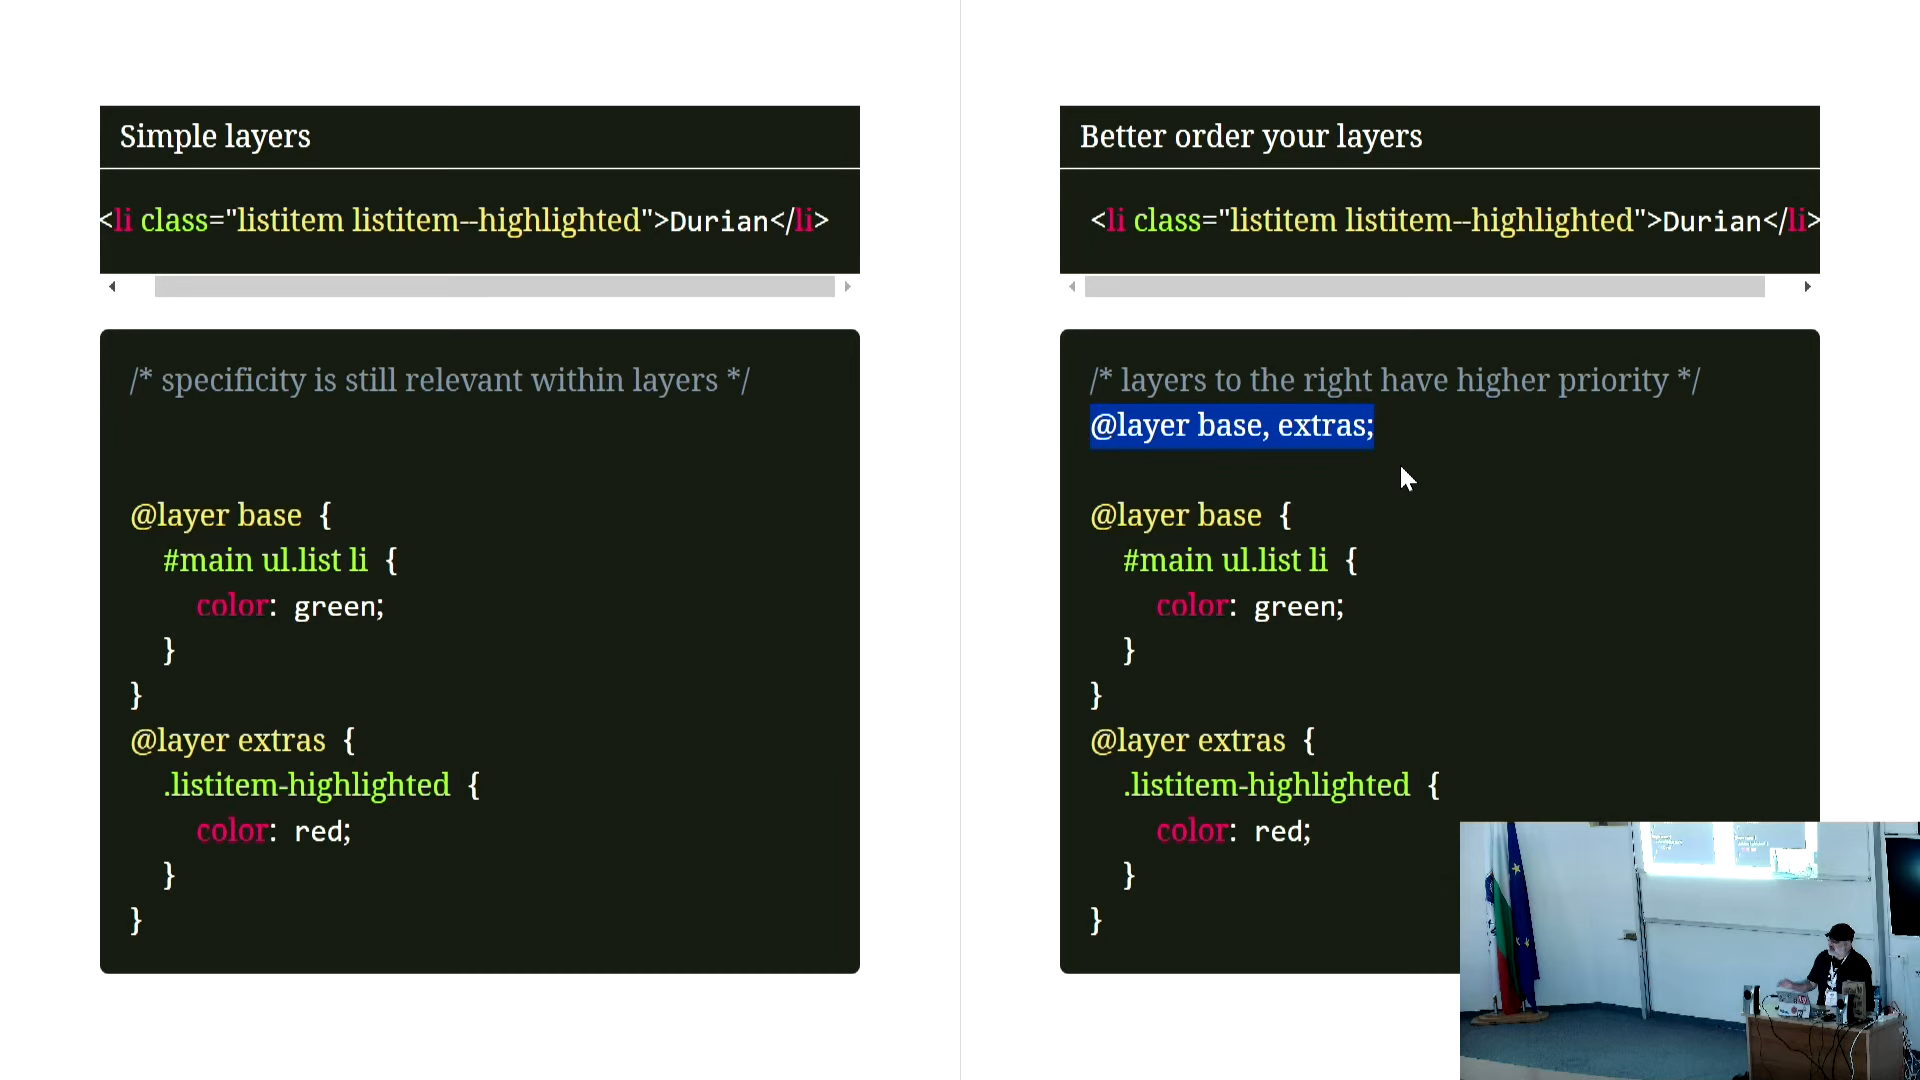 Simple layers
<li class="listitem listitem--highlighted">Durian</li>
/* specificity is still relevant within layers */
@layer base {
#main ul.list li {
color: green;
}
}
@layer extras {
.listitem-highlighted {
color: red;
}
}
Better order your layers
<li class="listitem listitem--highlighted">Durian</li>
/* layers to the right have higher priority */
@layer base, extras;
@layer base {
#main ul.list li {
color: green;
}
}
@layer extras {
.listitem-highlighted {
color: red;
}
}